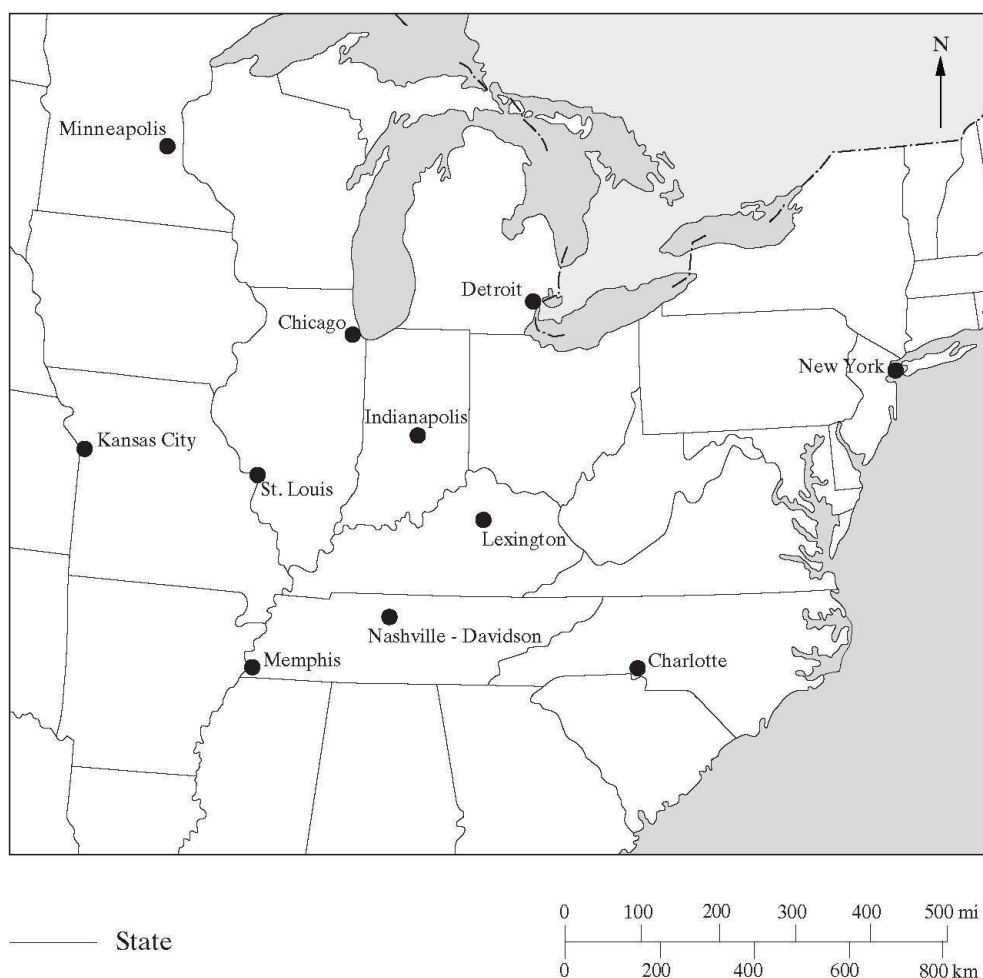 N
Minneapolis
Detroit
Chicago
New York
Indianapolis
Kansas City
St. Louis
Lexington
Nashville - Davidson
Memphis
Charlotte
0 100 200 300 400 500 mi
State
0 200 400 600 800 km